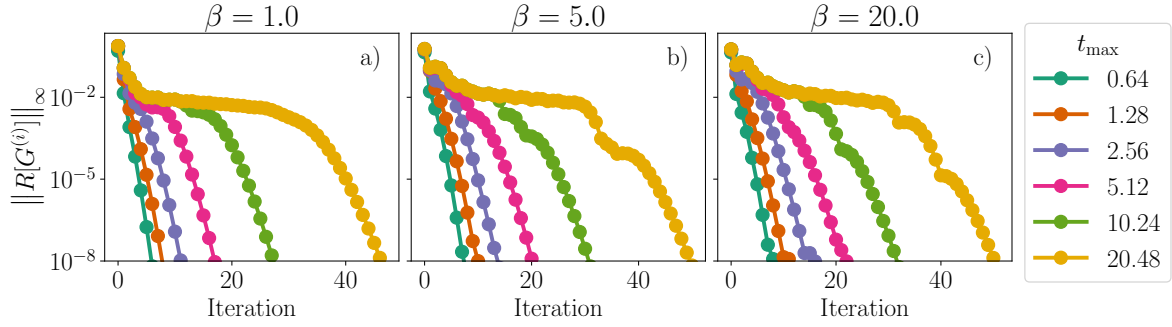 β = 1.0
β = 5.0
β = 20.0
a)
b)
c)
‖R[G^{(i)}]‖_∞
10^{−2}
10^{−5}
10^{−8}
0 20 40
0 20 40
0 20 40
Iteration
Iteration
Iteration
t_max
0.64
1.28
2.56
5.12
10.24
20.48